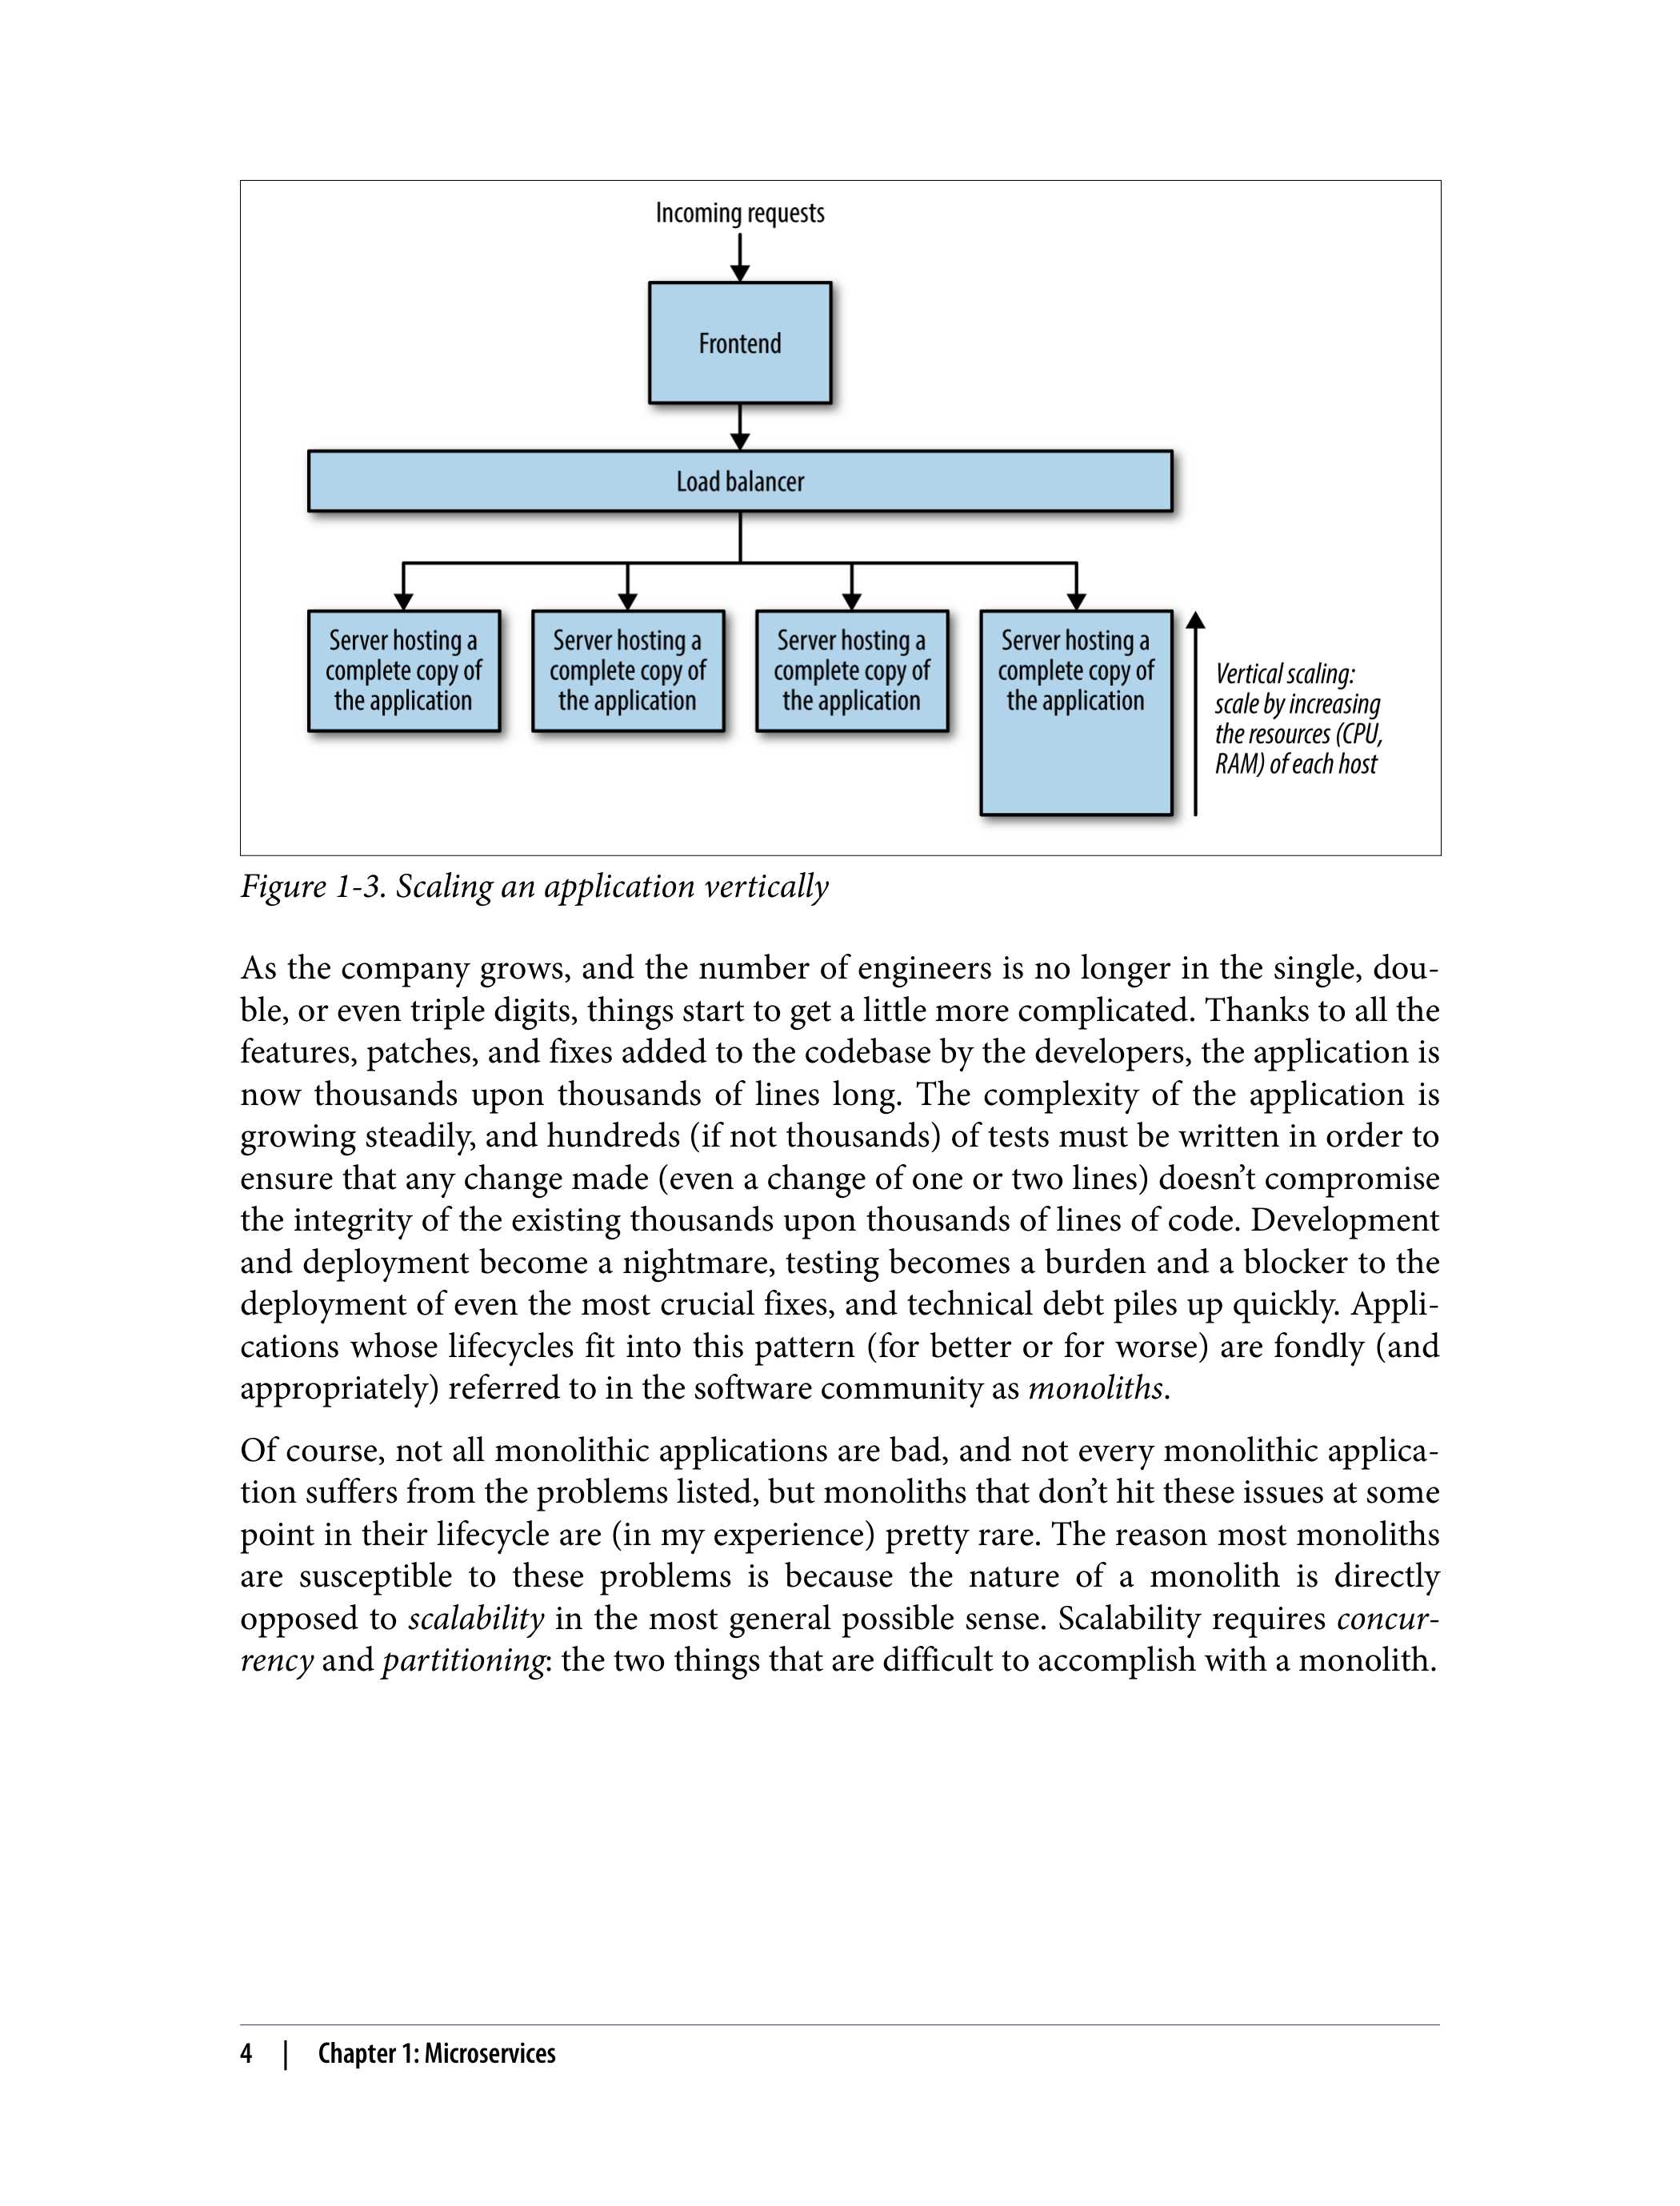 Incoming requests
Frontend
Load balancer
Server hosting a
complete copy of
the application
Server hosting a
complete copy of
the application
Server hosting a
complete copy of
the application
Server hosting a
complete copy of
the application
Vertical scaling:
scale by increasing
the resources (CPU,
RAM) of each host
Figure 1-3. Scaling an application vertically
As the company grows, and the number of engineers is no longer in the single, dou-
ble, or even triple digits, things start to get a little more complicated. Thanks to all the
features, patches, and fixes added to the codebase by the developers, the application is
now thousands upon thousands of lines long. The complexity of the application is
growing steadily, and hundreds (if not thousands) of tests must be written in order to
ensure that any change made (even a change of one or two lines) doesn’t compromise
the integrity of the existing thousands upon thousands of lines of code. Development
and deployment become a nightmare, testing becomes a burden and a blocker to the
deployment of even the most crucial fixes, and technical debt piles up quickly. Appli-
cations whose lifecycles fit into this pattern (for better or for worse) are fondly (and
appropriately) referred to in the software community as monoliths.
Of course, not all monolithic applications are bad, and not every monolithic applica-
tion suffers from the problems listed, but monoliths that don’t hit these issues at some
point in their lifecycle are (in my experience) pretty rare. The reason most monoliths
are susceptible to these problems is because the nature of a monolith is directly
opposed to scalability in the most general possible sense. Scalability requires concur-
rency and partitioning: the two things that are difficult to accomplish with a monolith.
4 | Chapter 1: Microservices